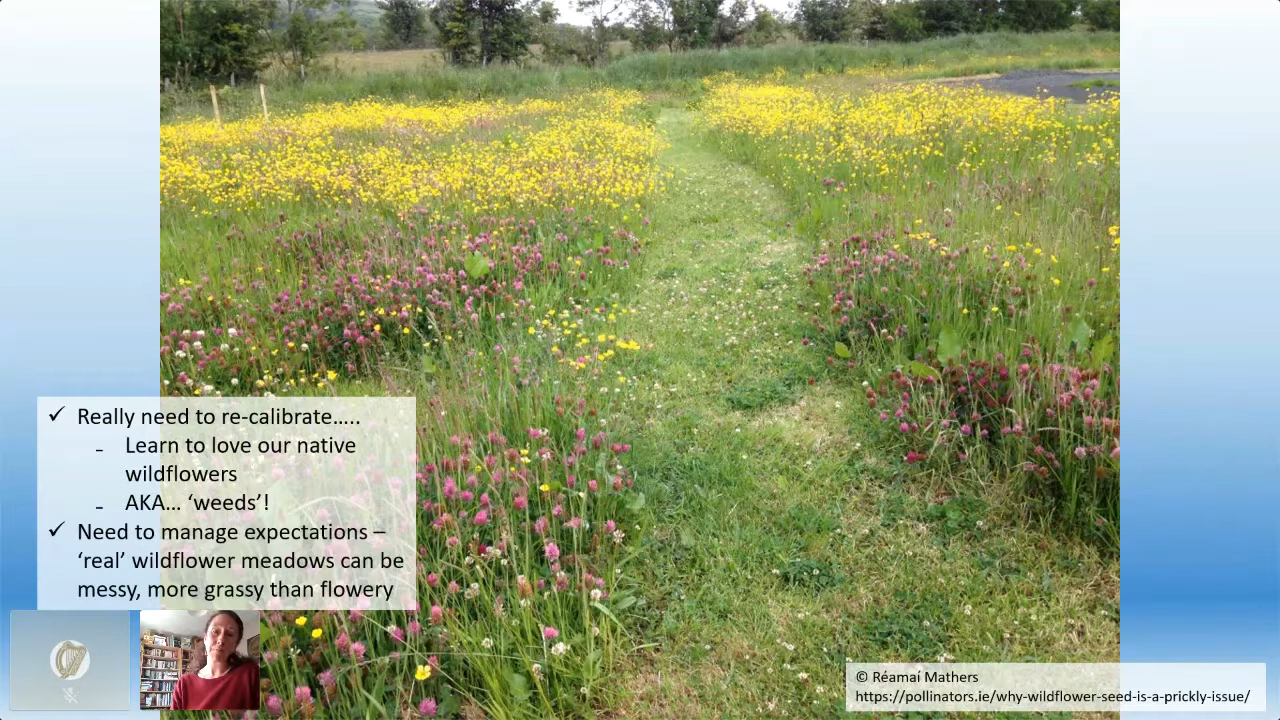 ✓ Really need to re-calibrate…..
- Learn to love our native
wildflowers
- AKA… ‘weeds’!
✓ Need to manage expectations –
‘real’ wildflower meadows can be
messy, more grassy than flowery
© Réamaí Mathers
https://pollinators.ie/why-wildflower-seed-is-a-prickly-issue/